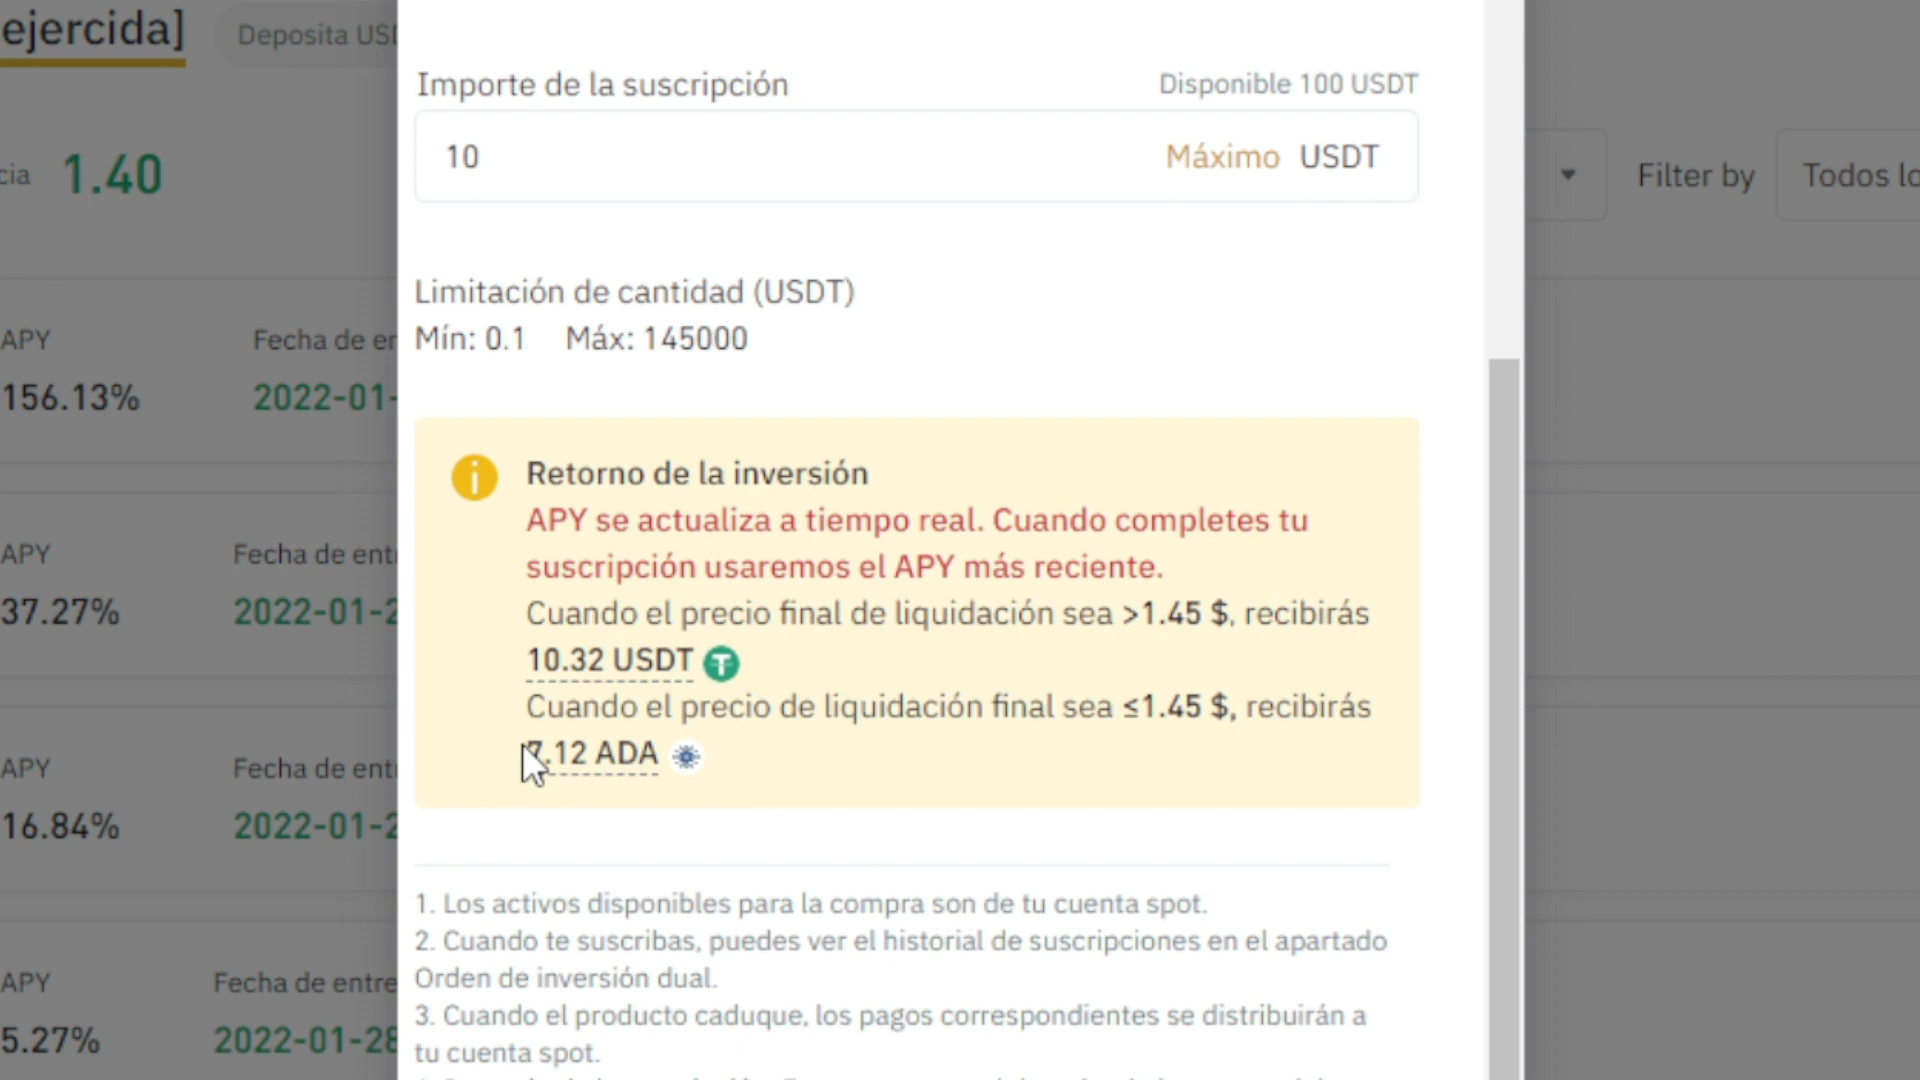 ejercida]
Deposita
Importe de la suscripción
Disponible 100 USDT
10
Máximo USDT
1.40
Filter by
Todos
Limitación de cantidad (USDT)
Mín: 0.1 Máx: 145000
APY
Fecha de
156.13%
2022-01-
Retorno de la inversión
APY se actualiza a tiempo real. Cuando completes tu
suscripción usaremos el APY más reciente.
Cuando el precio final de liquidación sea >1.45 $, recibirás
10.32 USDT
Cuando el precio de liquidación final sea ≤1.45 $, recibirás
7.12 ADA
APY
Fecha de
37.27%
2022-01-2
APY
Fecha de
16.84%
2022-01-2
APY
Fecha de
5.27%
2022-01-28
1. Los activos disponibles para la compra son de tu cuenta spot.
2. Cuando te suscribas, puedes ver el historial de suscripciones en el apartado
Orden de inversión dual.
3. Cuando el producto caduque, los pagos correspondientes se distribuirán a
tu cuenta spot.